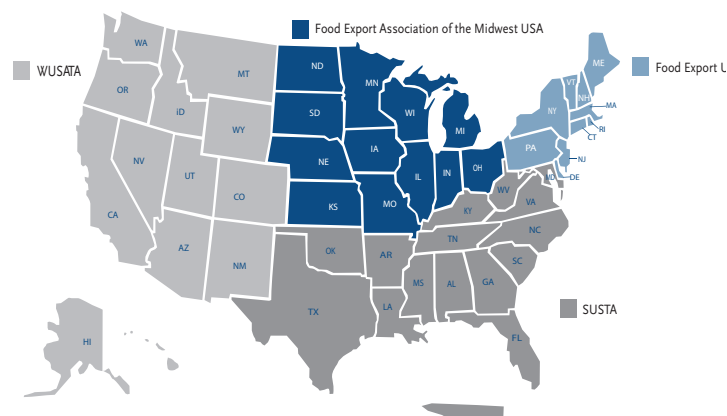 Food Export Association of the Midwest USA
WUSATA
Food Export U
SUSTA
WA
OR
iD
MT
WY
NV
UT
CO
CA
AZ
NM
HI
ND
SD
NE
KS
MN
IA
MO
WI
IL
MI
IN
OH
ME
VT
NH
NY
MA
RI
CT
PA
NJ
DE
MD
WV
VA
KY
NC
TN
SC
OK
AR
MS
AL
GA
LA
TX
FL